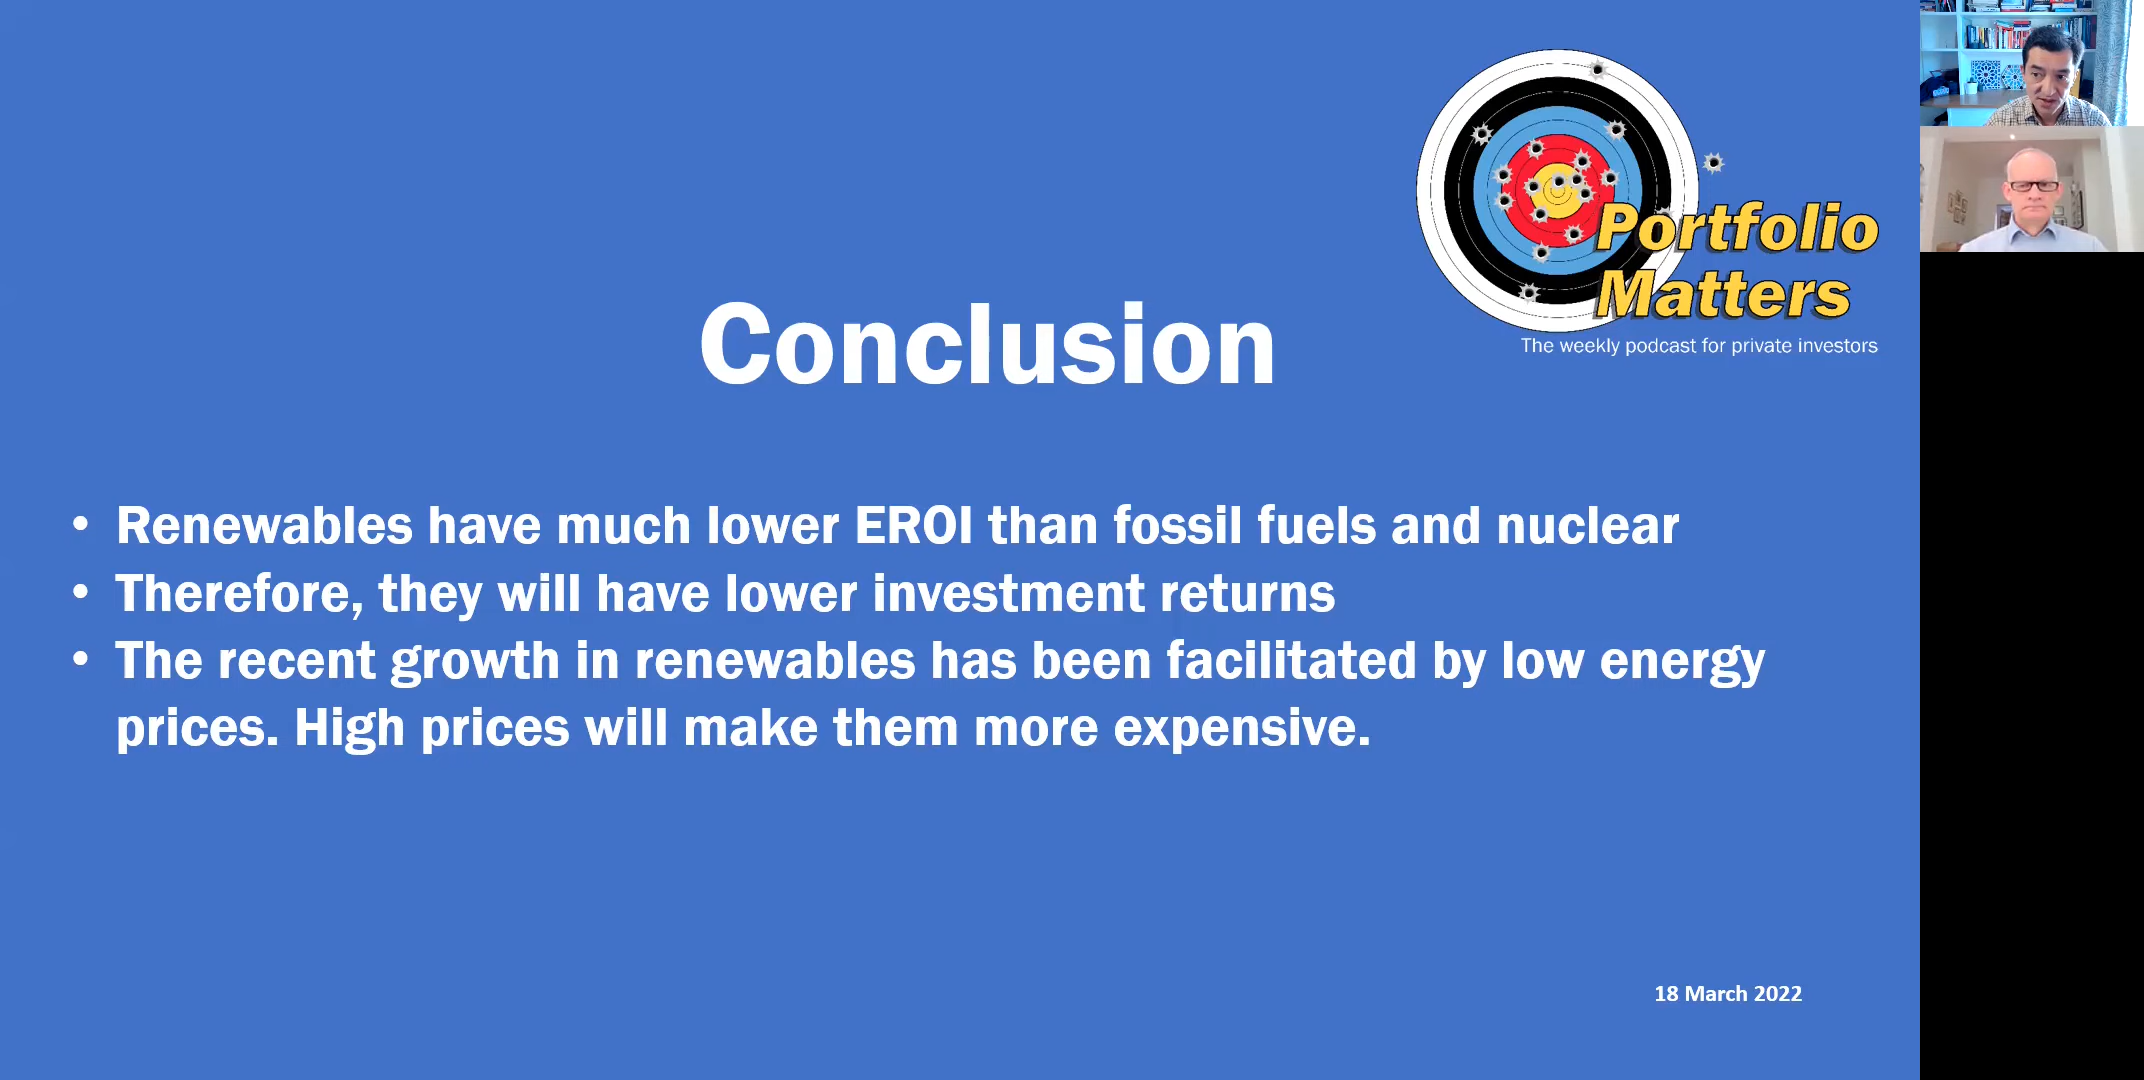 Portfolio
Matters
The weekly podcast for private investors
Conclusion
• Renewables have much lower EROI than fossil fuels and nuclear
• Therefore, they will have lower investment returns
• The recent growth in renewables has been facilitated by low energy
prices. High prices will make them more expensive.
18 March 2022